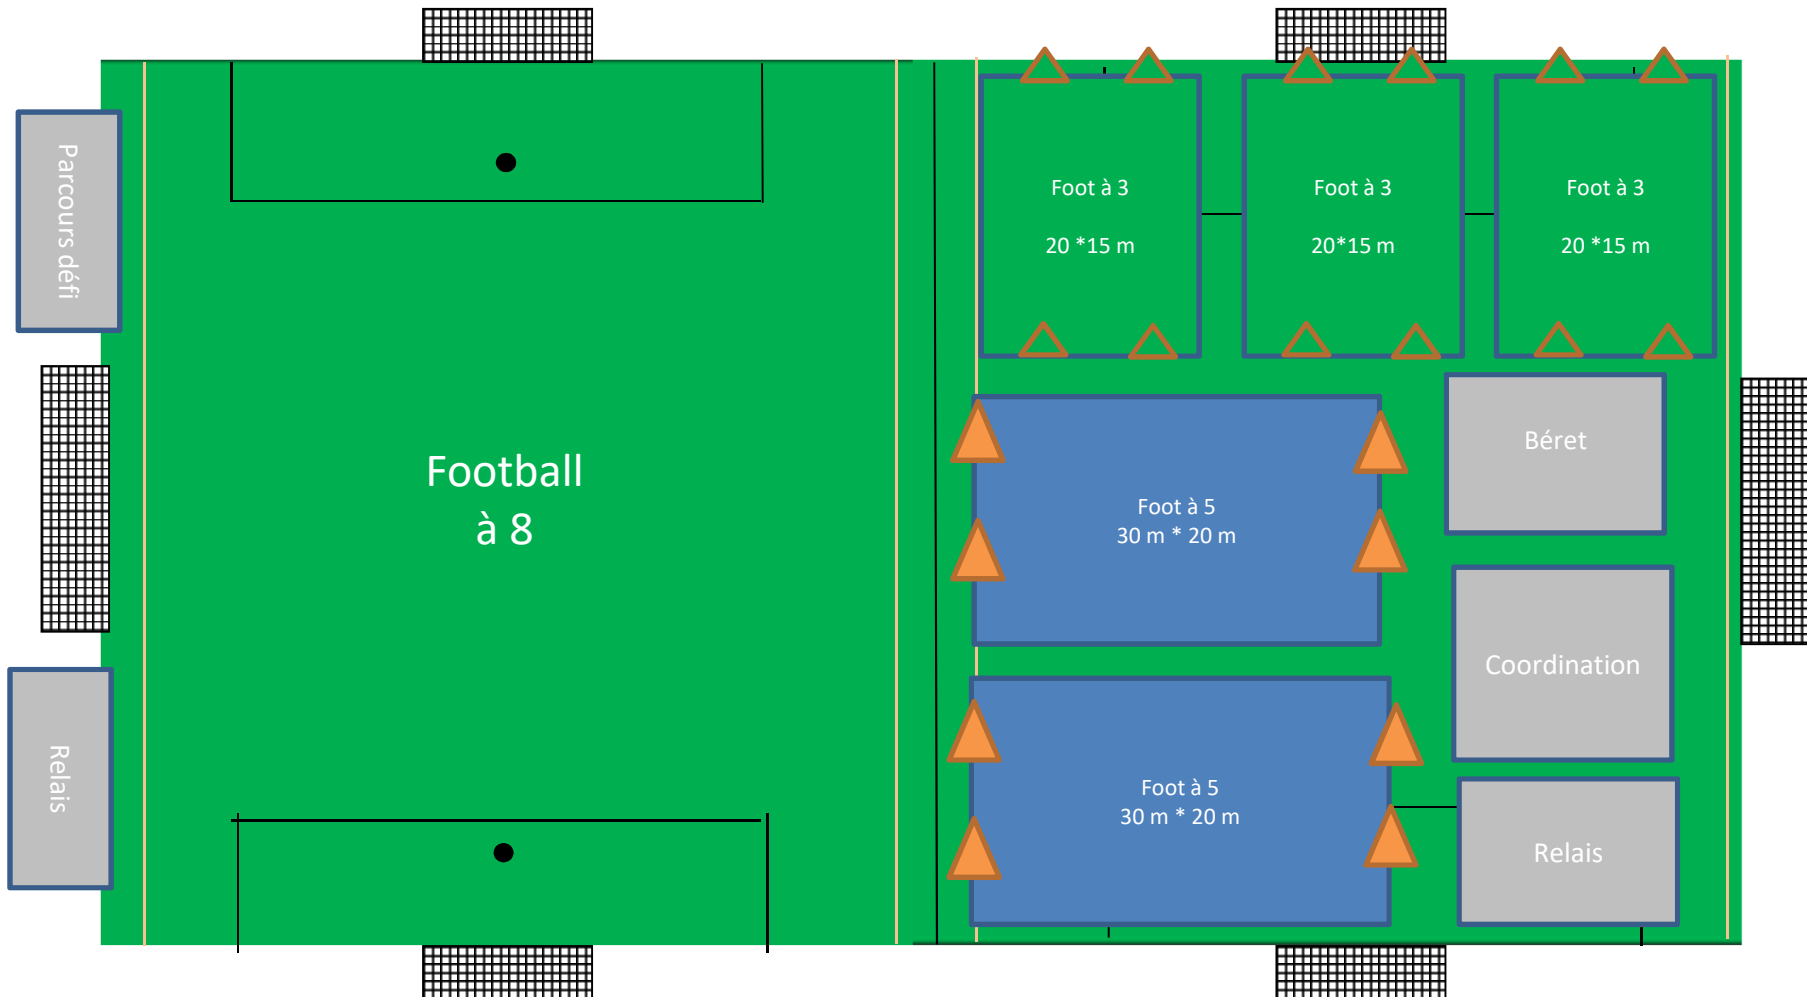 Parcours défi
Relais
Football
à 8
Foot à 3
20 *15 m
Foot à 3
20*15 m
Foot à 3
20 *15 m
Foot à 5
30 m * 20 m
Béret
Coordination
Foot à 5
30 m * 20 m
Relais